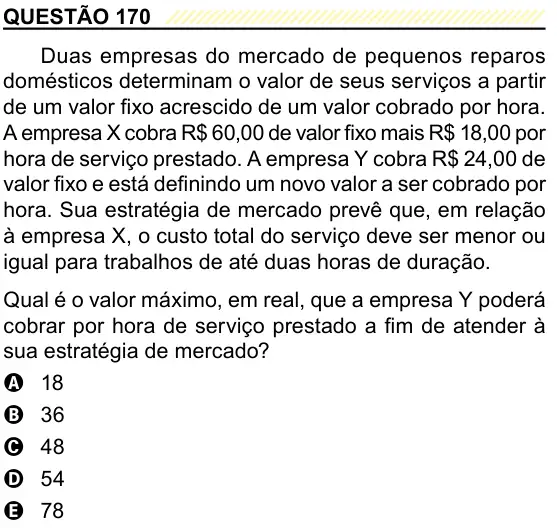 QUESTÃO 170
Duas empresas do mercado de pequenos reparos
domésticos determinam o valor de seus serviços a partir
de um valor fixo acrescido de um valor cobrado por hora.
A empresa X cobra R$ 60,00 de valor fixo mais R$ 18,00 por
hora de serviço prestado. A empresa Y cobra R$ 24,00 de
valor fixo e está definindo um novo valor a ser cobrado por
hora. Sua estratégia de mercado prevê que, em relação
à empresa X, o custo total do serviço deve ser menor ou
igual para trabalhos de até duas horas de duração.
Qual é o valor máximo, em real, que a empresa Y poderá
cobrar por hora de serviço prestado a fim de atender à
sua estratégia de mercado?
A 18
B 36
C 48
D 54
E 78